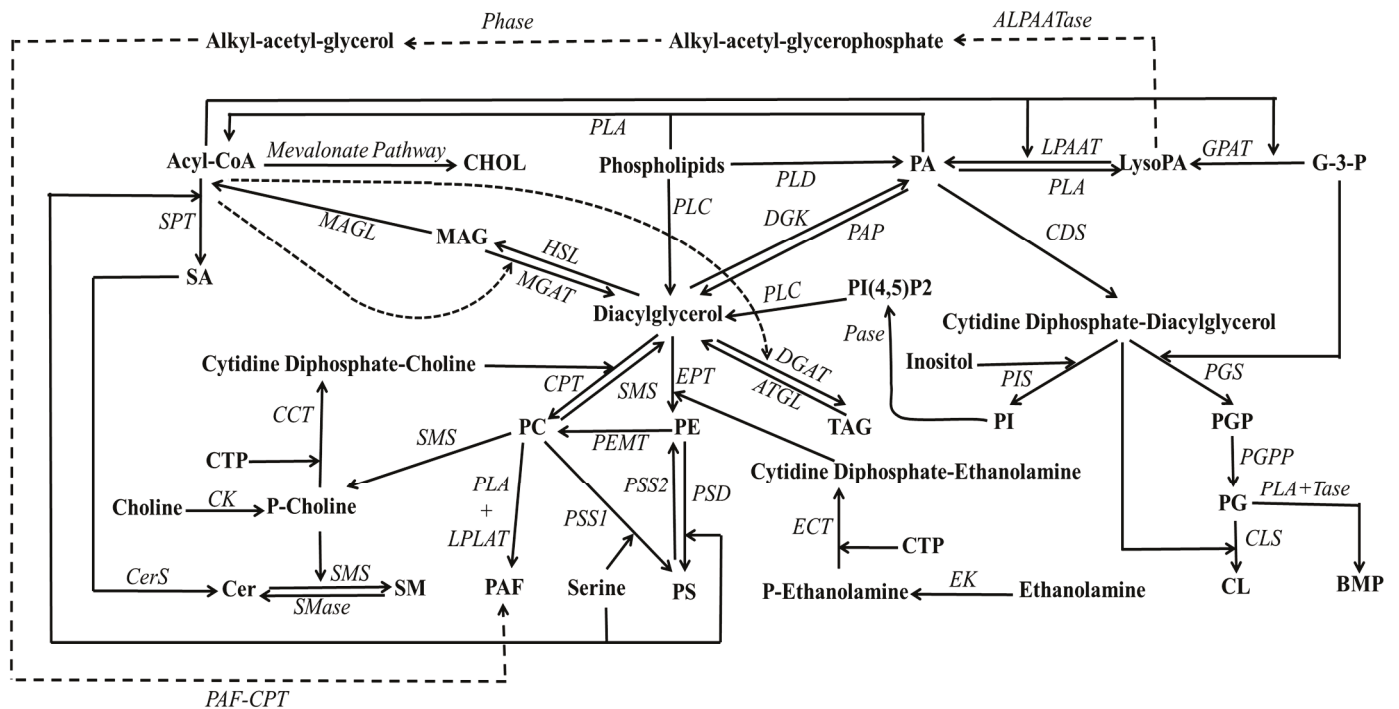 Phase
ALPAATase
Alkyl-acetyl-glycerol
Alkyl-acetyl-glycerophosphate
PLA
Acyl-CoA
Mevalonate Pathway
CHOL
Phospholipids
PLD
PA
LPAAT
PLA
LysoPA
GPAT
G-3-P
SPT
MAGL
MAG
HSL
MGAT
PLC
DGK
PAP
CDS
SA
Diacylglycerol
PLC
PI(4,5)P2
Pase
Cytidine Diphosphate-Diacylglycerol
Cytidine Diphosphate-Choline
CPT
SMS
EPT
DGAT
ATGL
Inositol
PIS
PGS
CCT
SMS
PC
PEMT
PE
TAG
PI
PGP
CTP
Cytidine Diphosphate-Ethanolamine
PGPP
Choline
CK
P-Choline
PLA
+
LPLAT
PSS1
PSS2
PSD
ECT
CTP
PG
PLA+Tase
CLS
CerS
Cer
SMS
SMase
SM
PAF
Serine
PS
P-Ethanolamine
EK
Ethanolamine
CL
BMP
PAF-CPT